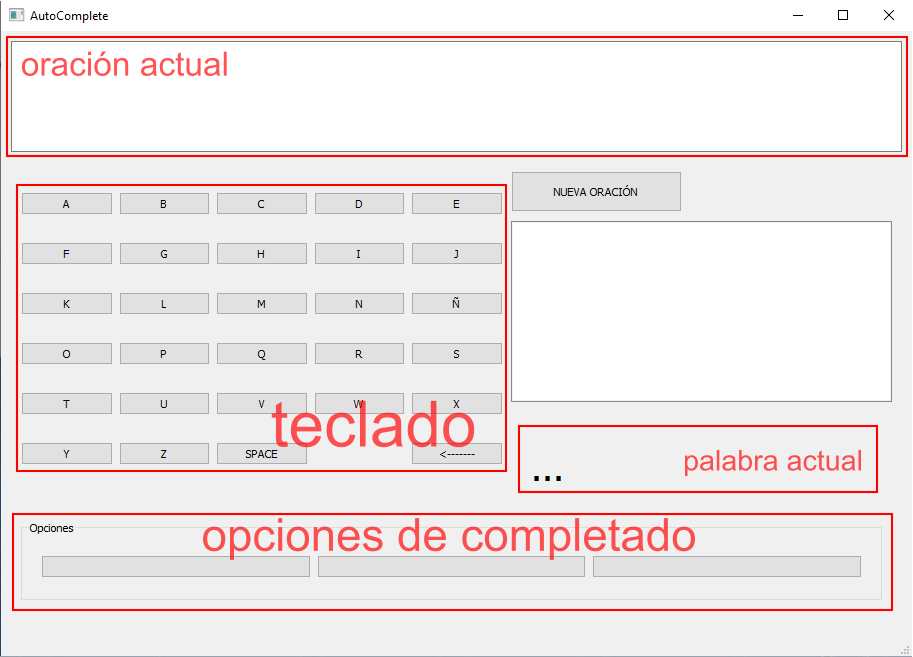 AutoComplete
oración actual
NUEVA ORACIÓN
A B C D E
F G H I J
K L M N Ñ
O P Q R S
T U V W X
Y Z SPACE <-------
teclado
... palabra actual
Opciones
opciones de completado